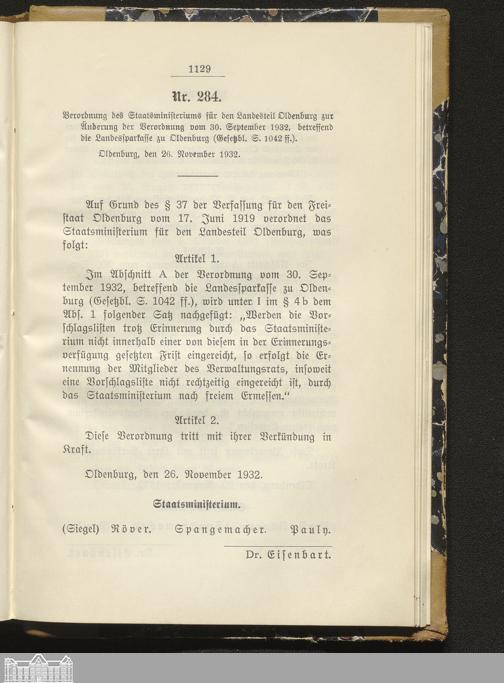 1129
Nr. 284.
Verordnung des Staatsministeriums für den Landesteil Oldenburg zur
Änderung der Verordnung vom 30. September 1932, betreffend
die Landessparkasse zu Oldenburg (Gesetzbl. S. 1042 ff.).
Oldenburg, den 26. November 1932.
Auf Grund des § 37 der Verfassung für den Frei-
staat Oldenburg vom 17. Juni 1919 verordnet das
Staatsministerium für den Landesteil Oldenburg, was
folgt:
Artikel 1.
Im Abschnitt A der Verordnung vom 30. Sep-
tember 1932, betreffend die Landessparkasse zu Olden-
burg (Gesetzbl. S. 1042 ff.), wird unter I im § 4 b dem
Abs. 1 folgender Satz nachgefügt: „Werden die Vor-
schlagslisten trotz Erinnerung durch das Staatsministe-
rium nicht innerhalb einer von diesem in der Erinnerungs-
verfügung gesetzten Frist eingereicht, so erfolgt die Er-
nennung der Mitglieder des Verwaltungsrats, insoweit
eine Vorschlagsliste nicht rechtzeitig eingereicht ist, durch
das Staatsministerium nach freiem Ermessen.“
Artikel 2.
Diese Verordnung tritt mit ihrer Verkündung in
Kraft.
Oldenburg, den 26. November 1932.
Staatsministerium.
(Siegel) Röver. Spangemacher. Pauly.
Dr. Eisenbart.